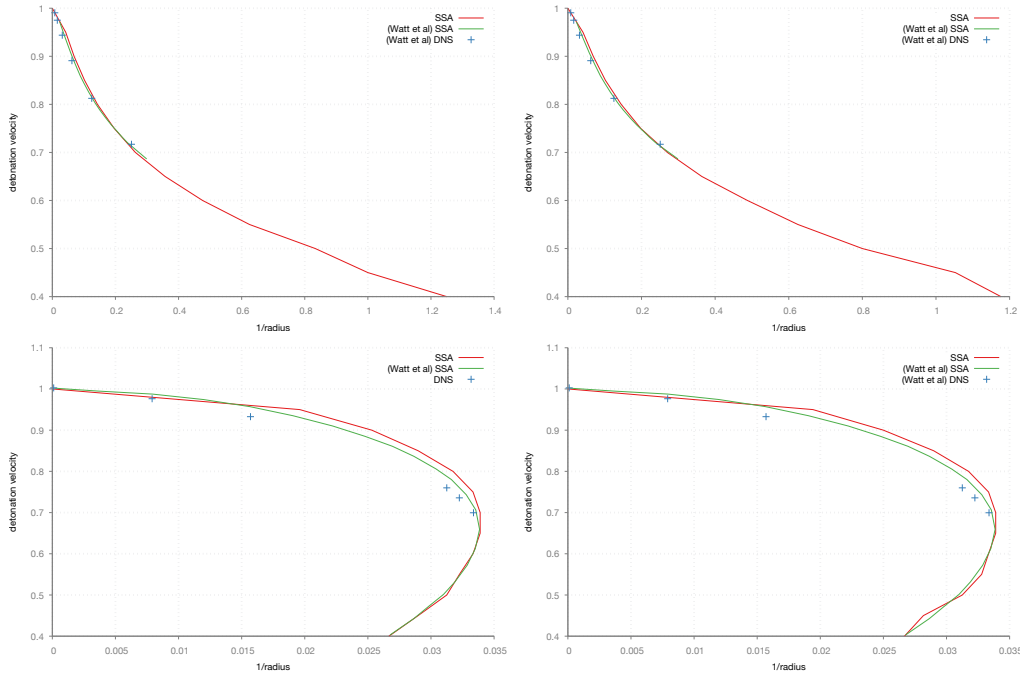 SSA
(Watt et al) SSA
(Watt et al) DNS
detonation velocity
1
0.9
0.8
0.7
0.6
0.5
0.4
0 0.2 0.4 0.6 0.8 1 1.2 1.4
1/radius
SSA
(Watt et al) SSA
(Watt et al) DNS
detonation velocity
1
0.9
0.8
0.7
0.6
0.5
0.4
0 0.2 0.4 0.6 0.8 1 1.2
1/radius
SSA
(Watt et al) SSA
DNS
detonation velocity
1.1
1
0.9
0.8
0.7
0.6
0.5
0.4
0 0.005 0.01 0.015 0.02 0.025 0.03 0.035
1/radius
SSA
(Watt et al) SSA
(Watt et al) DNS
detonation velocity
1.1
1
0.9
0.8
0.7
0.6
0.5
0.4
0 0.005 0.01 0.015 0.02 0.025 0.03 0.035
1/radius